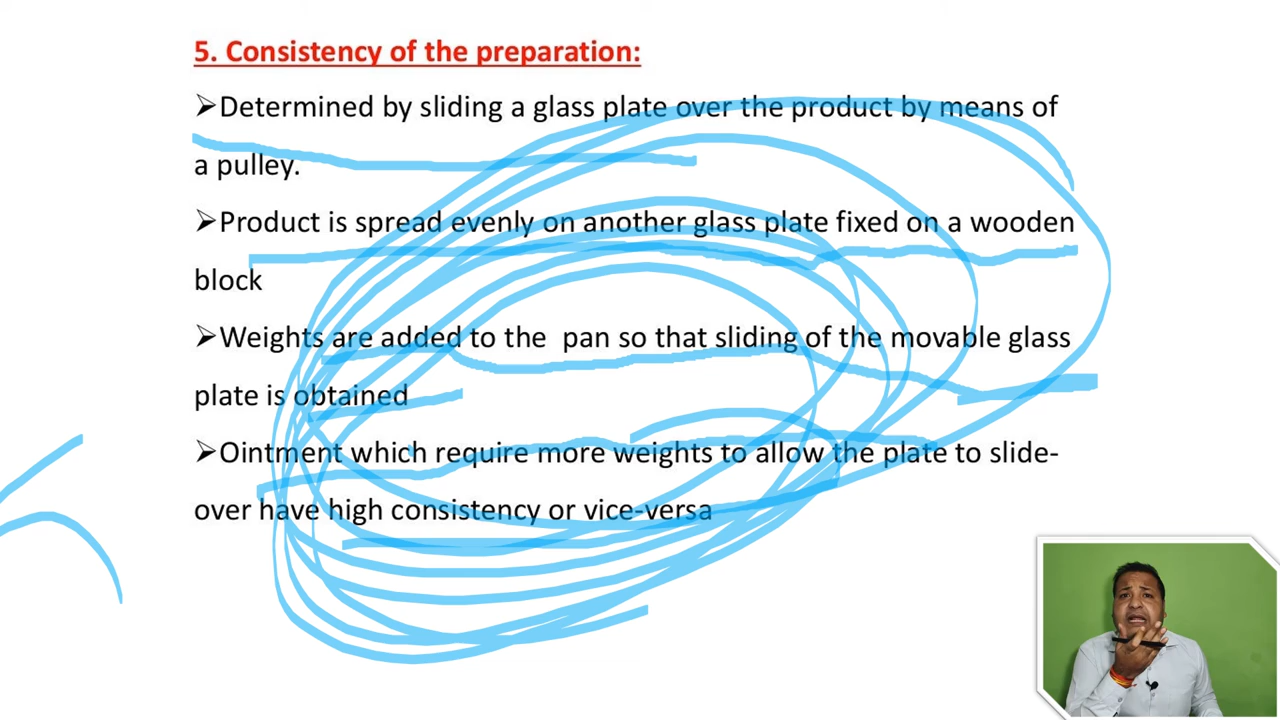 5. Consistency of the preparation:
➢Determined by sliding a glass plate over the product by means of
a pulley.
➢Product is spread evenly on another glass plate fixed on a wooden
block
➢Weights are added to the  pan so that sliding of the movable glass
plate is obtained
➢Ointment which require more weights to allow the plate to slide-
over have high consistency or vice-versa